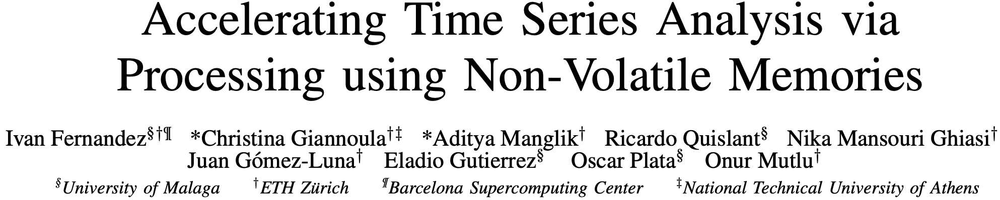 Accelerating Time Series Analysis via
Processing using Non-Volatile Memories
Ivan Fernandez§†¶ *Christina Giannoula†‡ *Aditya Manglik† Ricardo Quislant§ Nika Mansouri Ghiasi†
Juan Gómez-Luna† Eladio Gutierrez§ Oscar Plata§ Onur Mutlu†
§University of Malaga †ETH Zürich ¶Barcelona Supercomputing Center ‡National Technical University of Athens